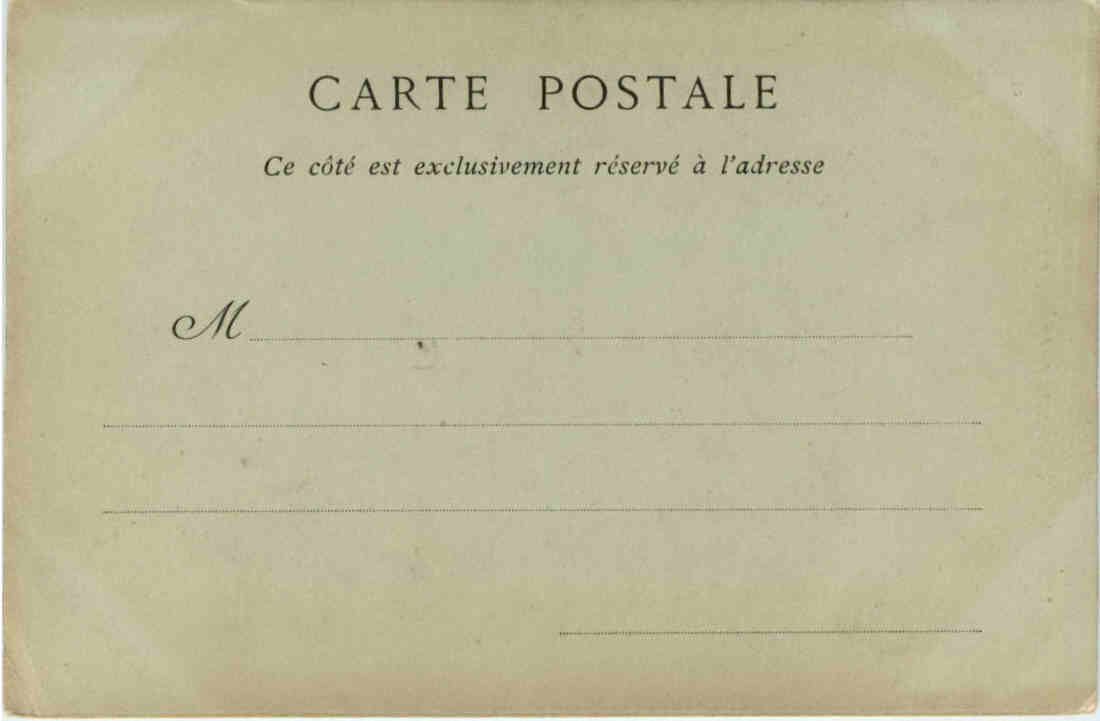 CARTE POSTALE
Ce côté est exclusivement réservé à l'adresse
M